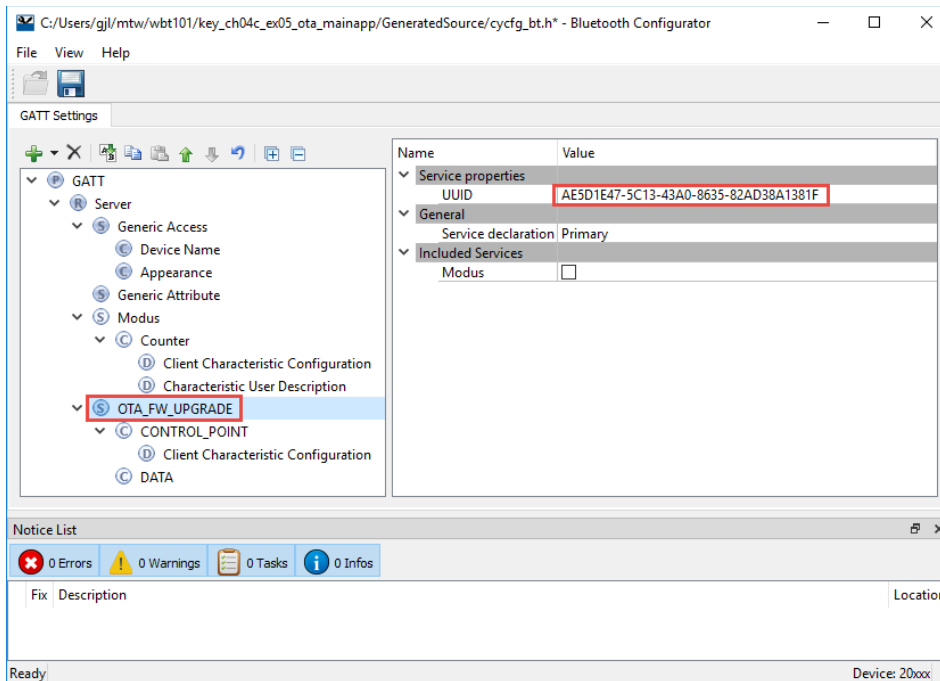 C:/Users/gjl/mtw/wbt101/key_ch04c_ex05_ota_mainapp/GeneratedSource/cycfg_bt.h* - Bluetooth Configurator
File View Help
GATT Settings
Name Value
GATT
Server
Generic Access
Device Name
Appearance
Generic Attribute
Modus
Counter
Client Characteristic Configuration
Characteristic User Description
OTA_FW_UPGRADE
CONTROL_POINT
Client Characteristic Configuration
DATA
Service properties
UUID AE5D1E47-5C13-43A0-8635-82AD38A1381F
General
Service declaration Primary
Included Services
Modus
Notice List
0 Errors 0 Warnings 0 Tasks 0 Infos
Fix Description Location
Ready Device: 20xxx